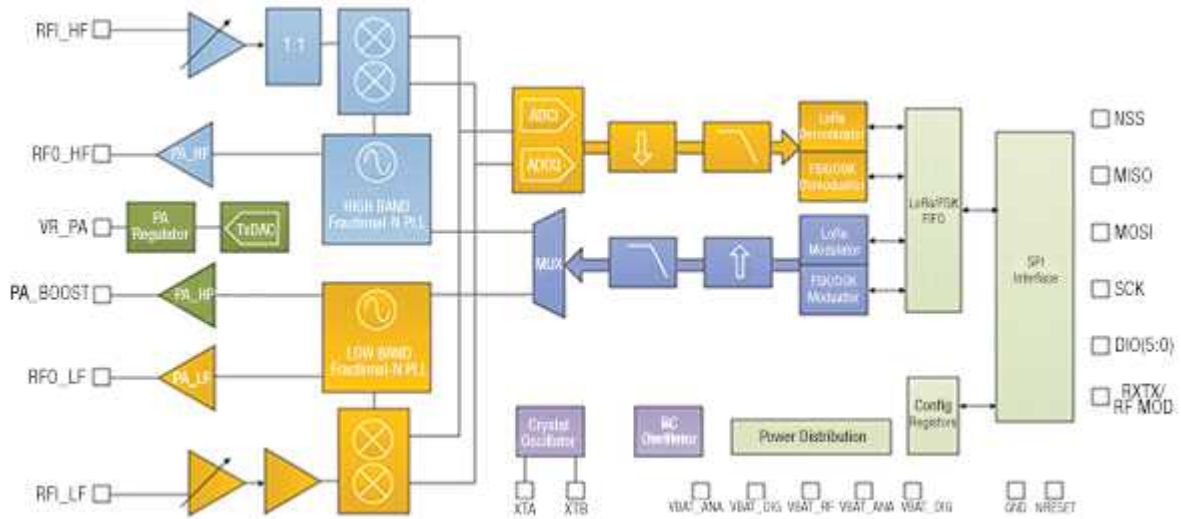 RFI_HF
1:1
RFO_HF
PA_HF
HIGH BAND
Fractional-N PLL
VR_PA
PA
Regulator
TxDAC
PA_BOOST
PA_HP
RFO_LF
PA_LF
LOW BAND
Fractional-N PLL
RFI_LF
ADCI
ADCQ
MUX
LoRa
Demodulator
FSK/OOK
Demodulator
LoRa
Modulator
FSK/OOK
Modulator
LoRa/FSK
FIFO
SPI
Interface
NSS
MISO
MOSI
SCK
DIO(5:0)
RXTX/
RF MOD
Crystal
Oscillator
RC
Oscillator
Power Distribution
Config
Registers
XTA
XTB
VBAT_ANA
VBAT_DIG
VBAT_RF
VBAT_ANA
VBAT_DIG
GND
NRESET